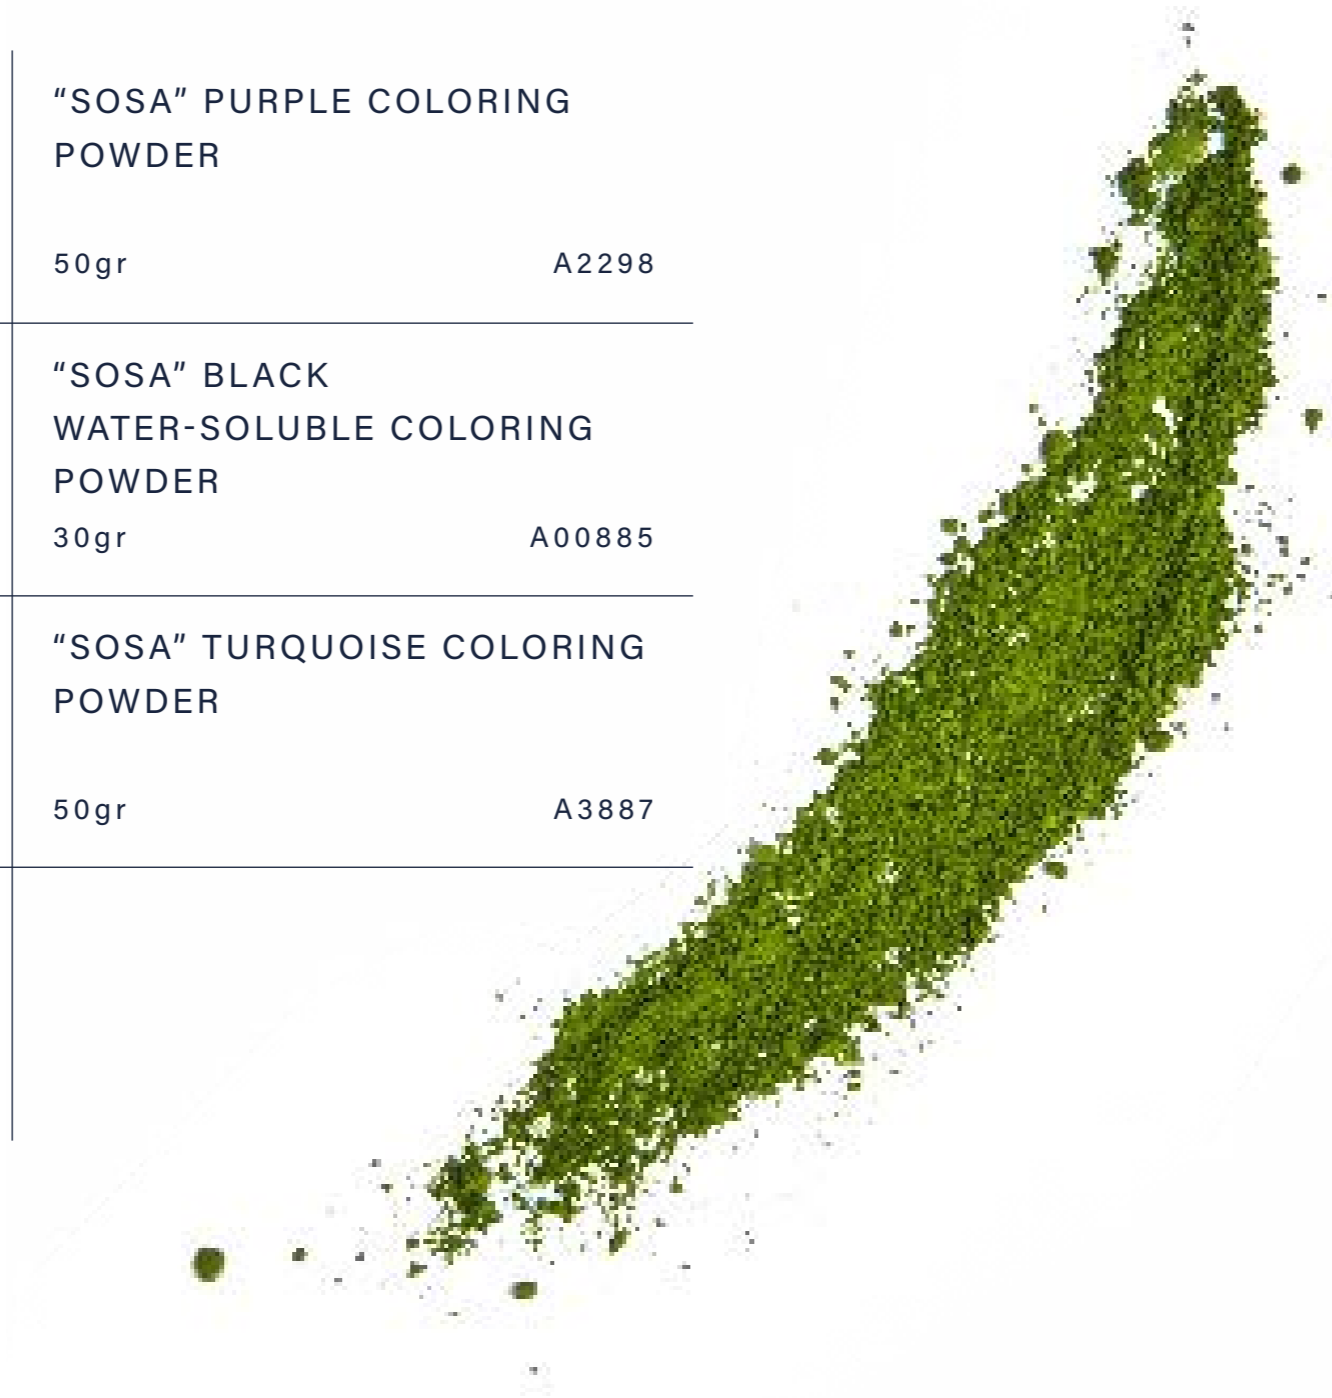 “SOSA” PURPLE COLORING
POWDER
50gr A2298
“SOSA” BLACK
WATER-SOLUBLE COLORING
POWDER
30gr A00885
“SOSA” TURQUOISE COLORING
POWDER
50gr A3887